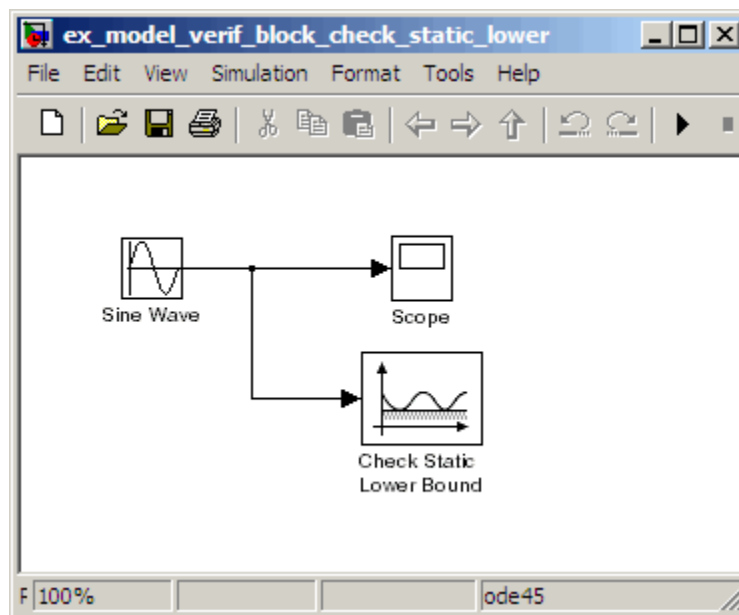 ex_model_verif_block_check_static_lower
File Edit View Simulation Format Tools Help
Sine Wave
Scope
Check Static
Lower Bound
F 100% ode45